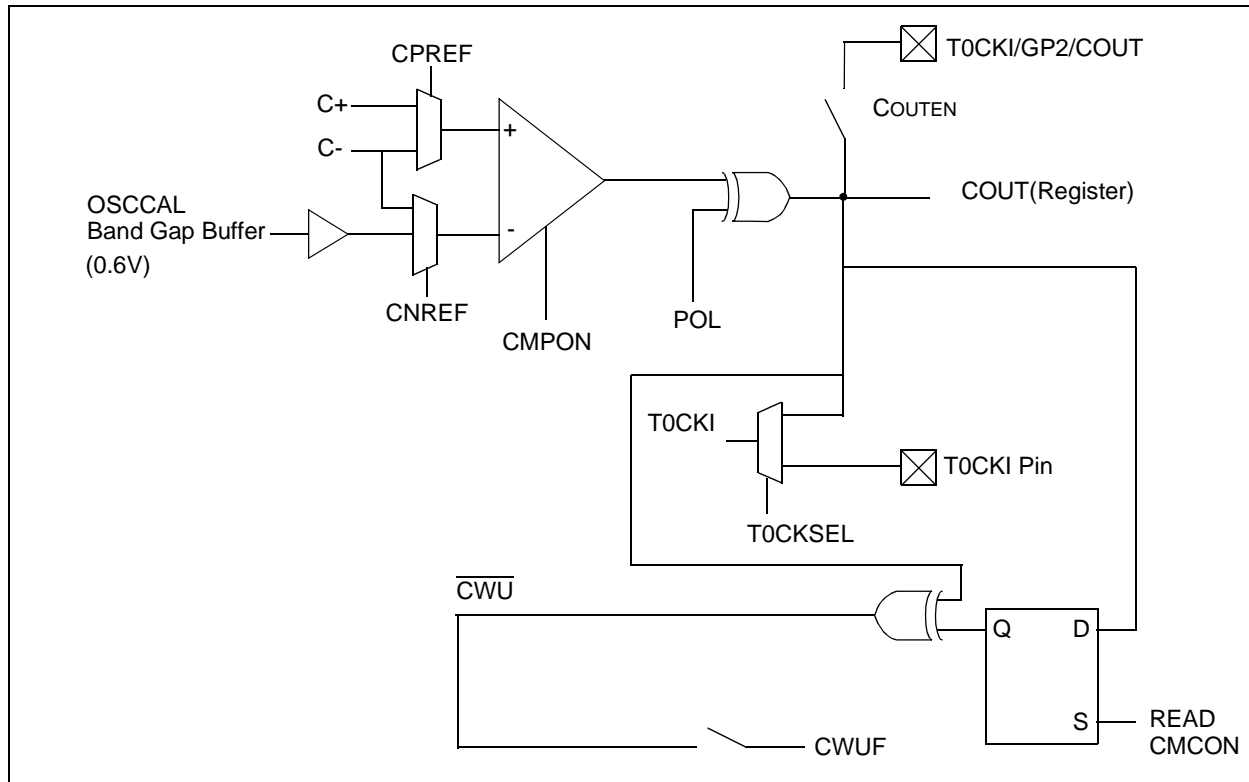 T0CKI/GP2/COUT
CPREF
C+
COUTEN
+
C-
COUT(Register)
OSCCAL
Band Gap Buffer
(0.6V)
-
CNREF
POL
CMPON
T0CKI
T0CKI Pin
T0CKSEL
CWU
Q
D
S
READ
CMCON
CWUF